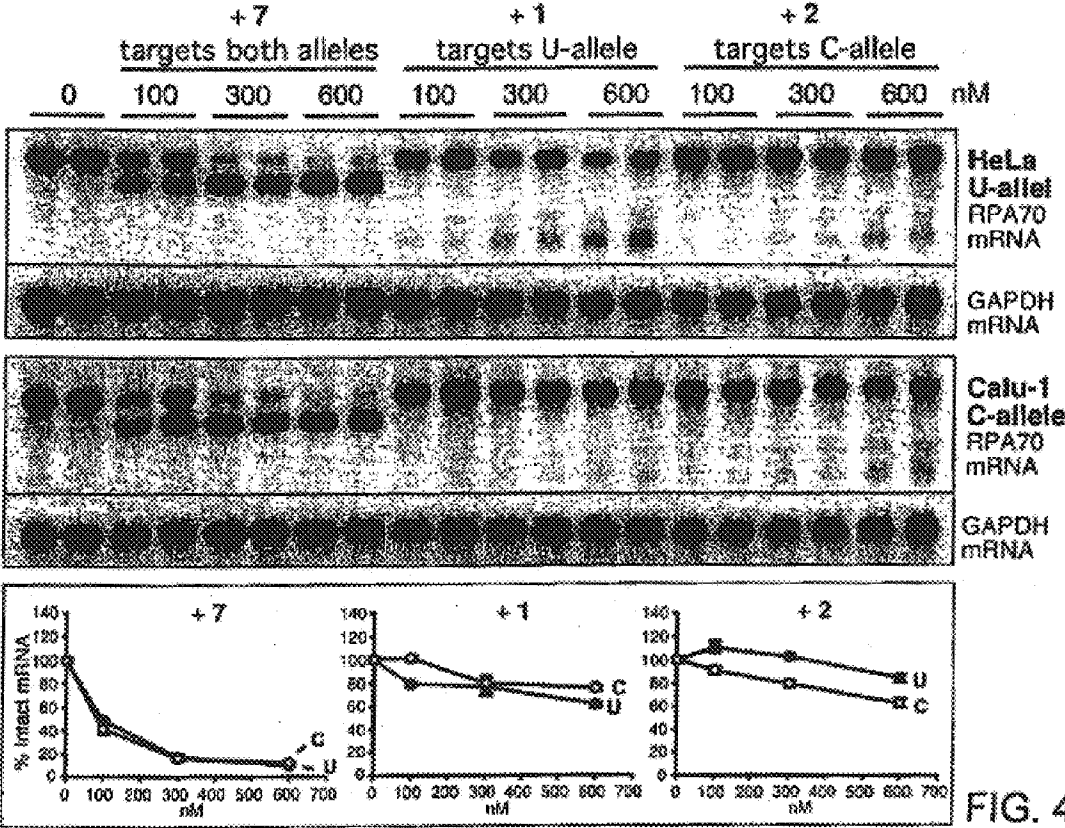 + 7 + 1 + 2
targets both alleles targets U-allele targets C-allele
0 100 300 600 100 300 600 100 300 600 nM
HeLa
U-allel
RPA70
mRNA
GAPDH
mRNA
Calu-1
C-allele
RPA70
mRNA
GAPDH
mRNA
% Intact mRNA
+ 7
140
120
100
80
60
40
20
0
C
U
0 100 200 300 400 500 600 700
nM
+ 1
140
120
100
80
60
40
20
0
C
U
0 100 200 300 400 500 600 700
nM
+ 2
140
120
100
80
60
40
20
0
U
C
0 100 200 300 400 500 600 700
nM
FIG. 4